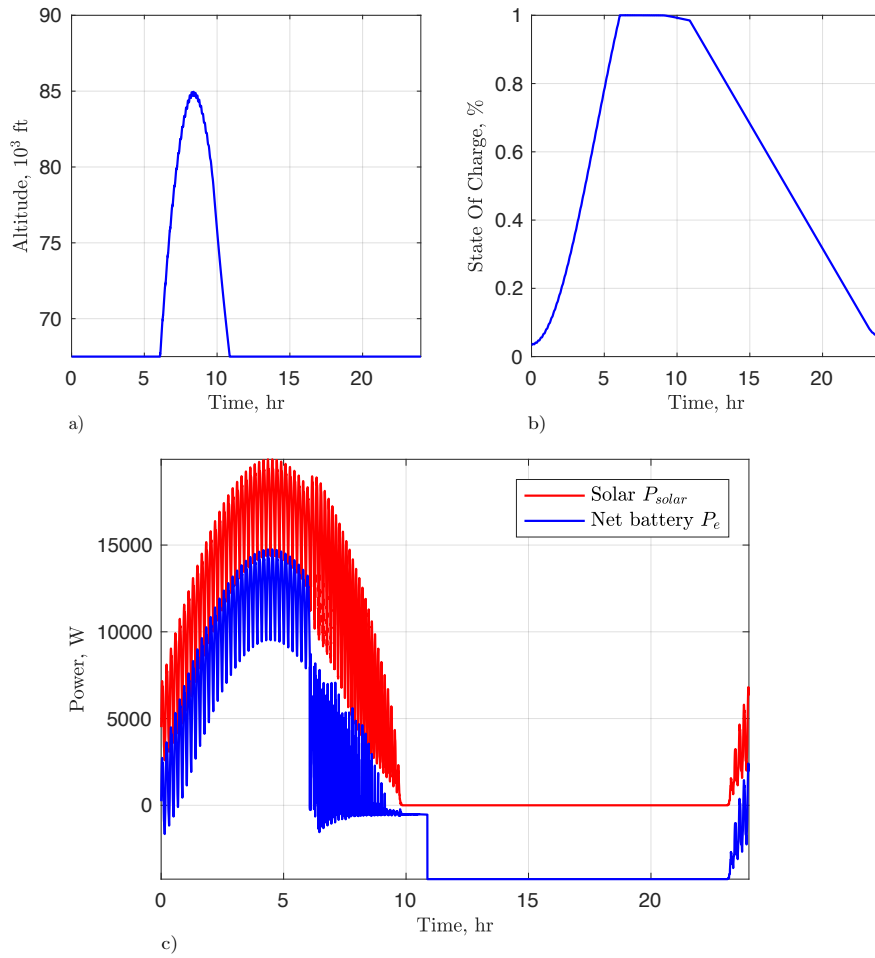 90
85
80
75
70
Altitude, 10³ ft
0 5 10 15 20
Time, hr
a)
1
0.8
0.6
0.4
0.2
0
State Of Charge, %
0 5 10 15 20
Time, hr
b)
Solar P_solar
Net battery P_e
15000
10000
5000
0
Power, W
0 5 10 15 20
Time, hr
c)